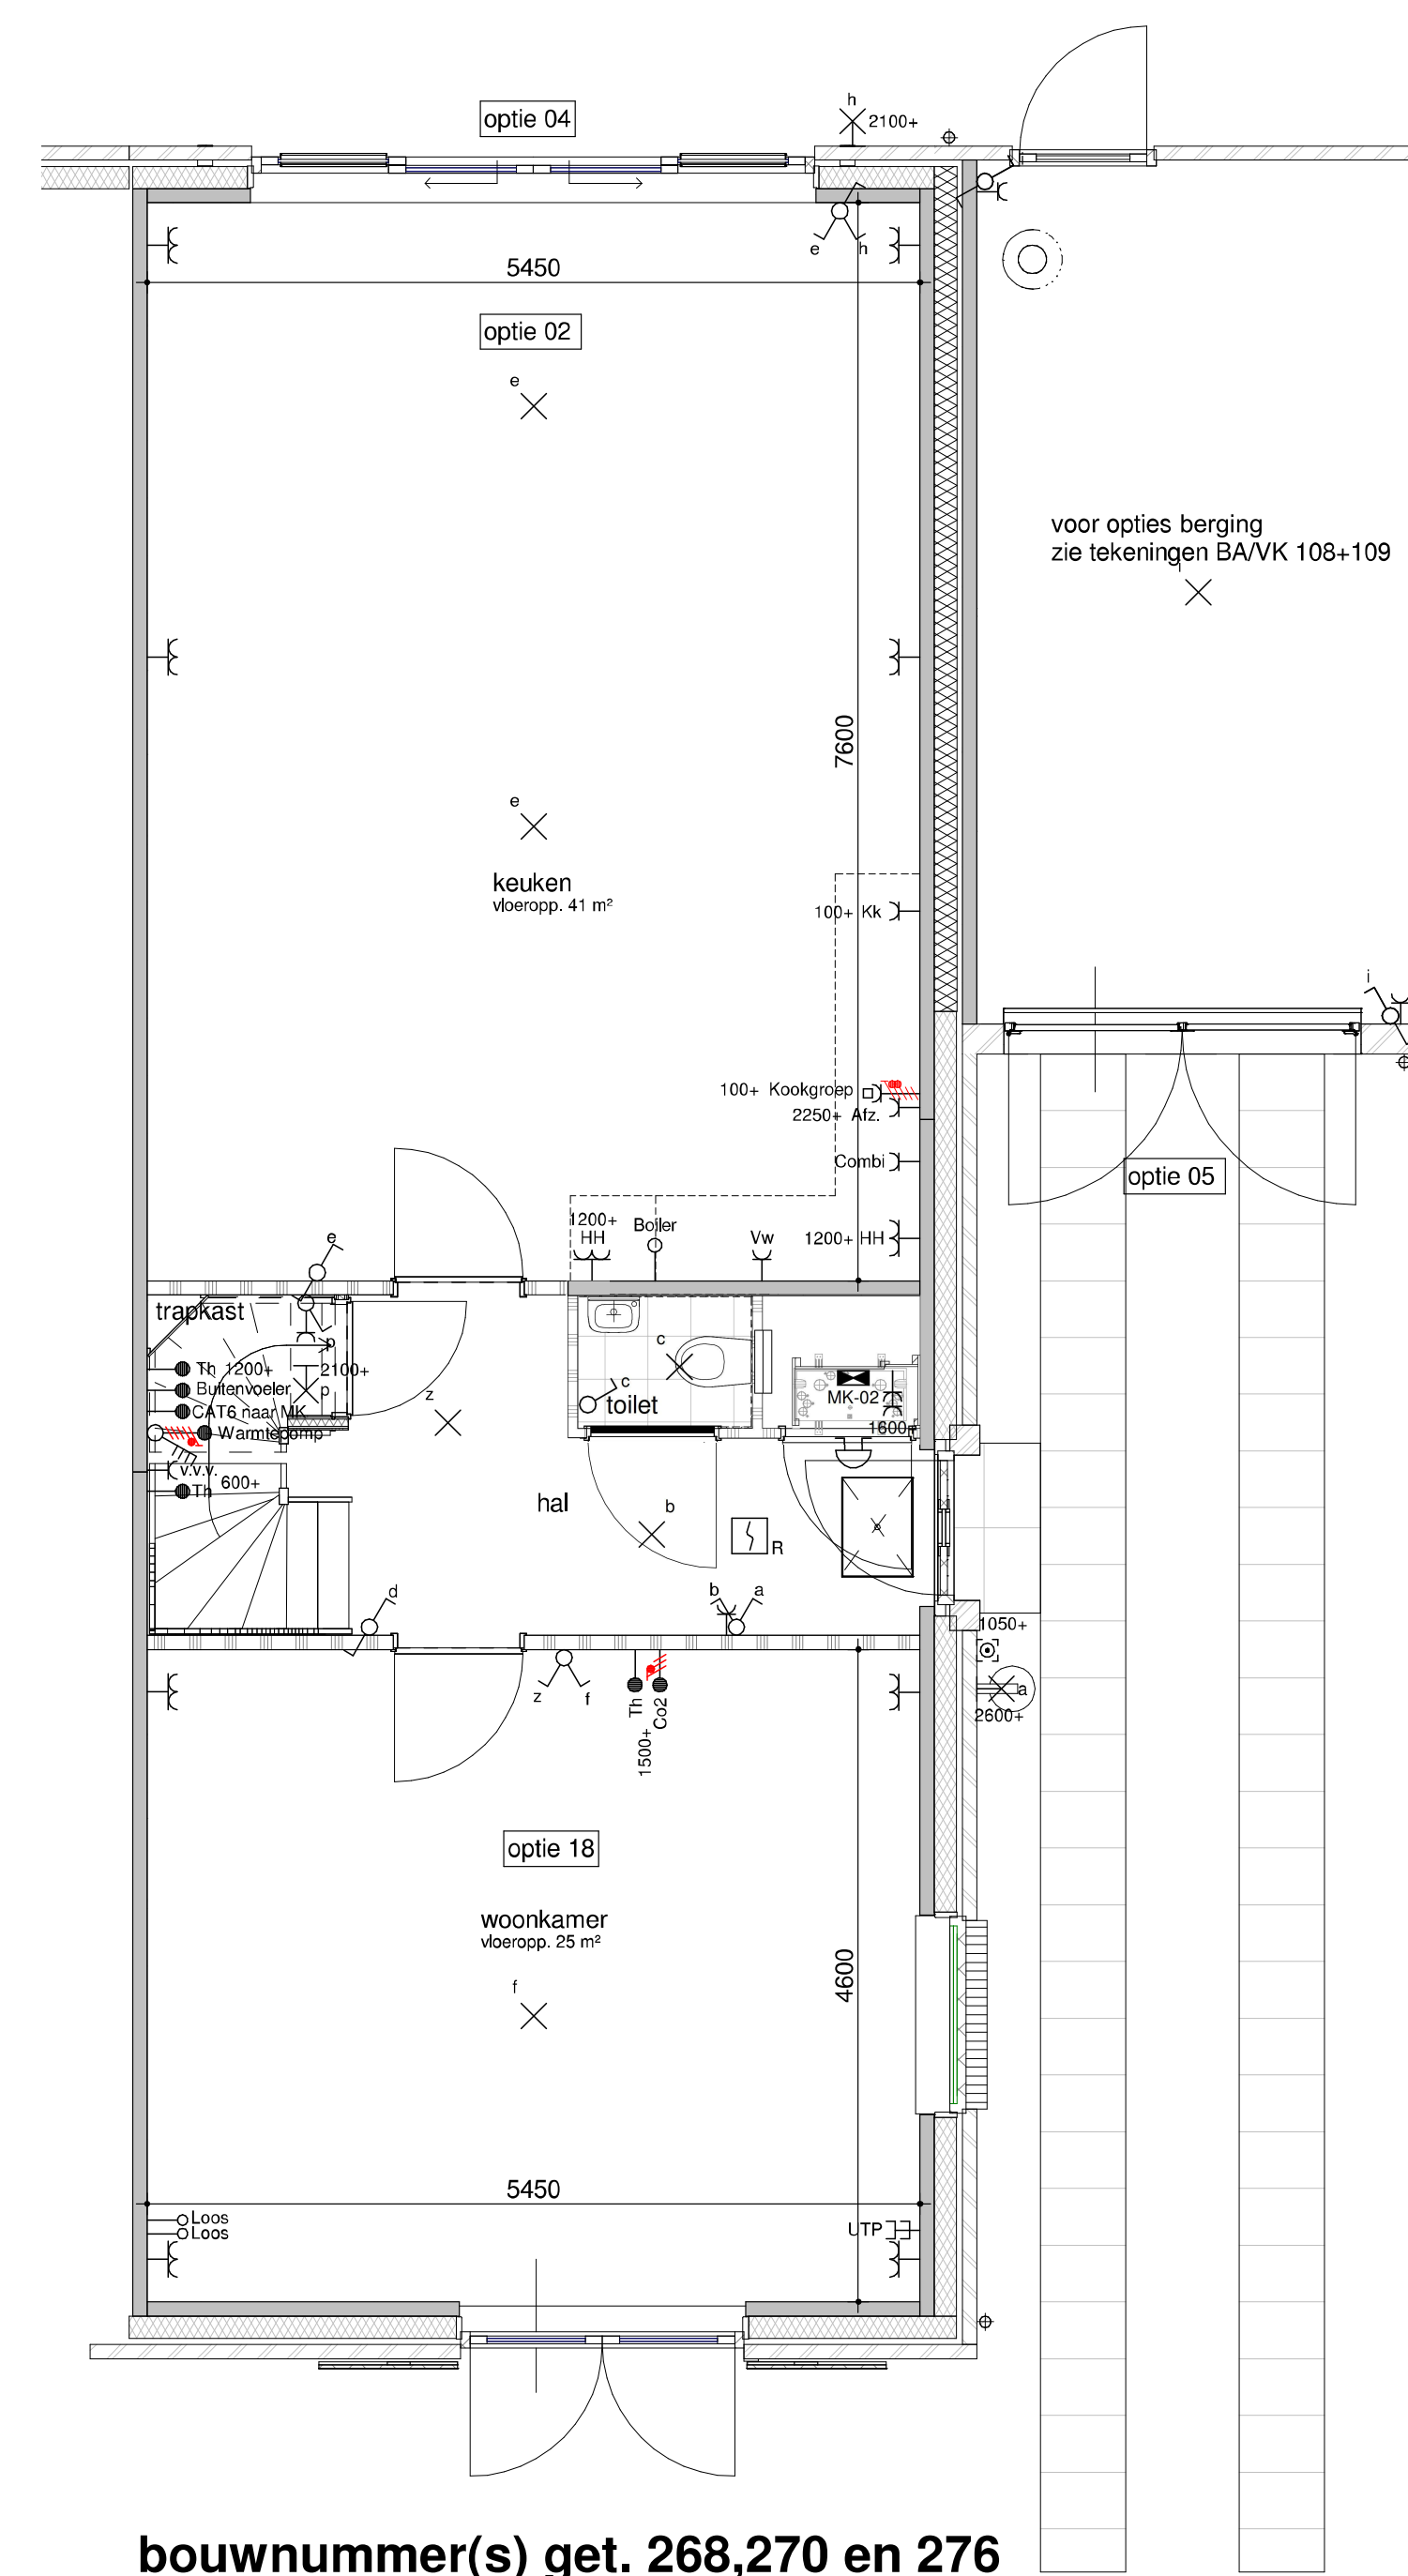 optie 04
h
2100+
e
h
5450
optie 02
e
voor opties berging
zie tekeningen BA/VK 108+109
7600
e
keuken
vloeropp. 41 m²
100+ Kk
i
100+ Kookgroep
2250+ Afz.
Combi
optie 05
1200+
HH
Boiler
Vw
1200+ HH
e
trapkast
p
Th 1200+
2100+
Buitenvoeler
p
CAT6 naar MK
Warmtepomp
v.v.v.
600+
Th
z
c
c
toilet
MK-02
1600+
hal
b
R
d
b
a
1050+
a
2600+
z
f
Th
Co2
1500+
optie 18
woonkamer
vloeropp. 25 m²
f
4600
5450
Loos
Loos
UTP
bouwnummer(s) get. 268,270 en 276